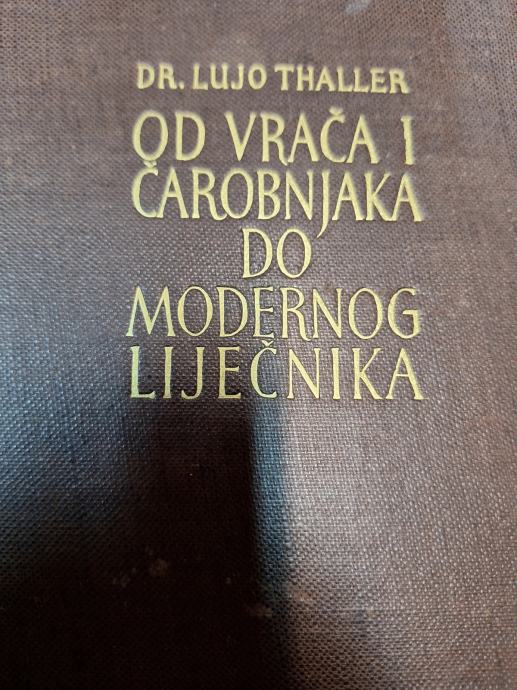 DR. LUJO THALLER
OD VRAČA I
ČAROBNJAKA
DO
MODERNOG
LIJEČNIKA